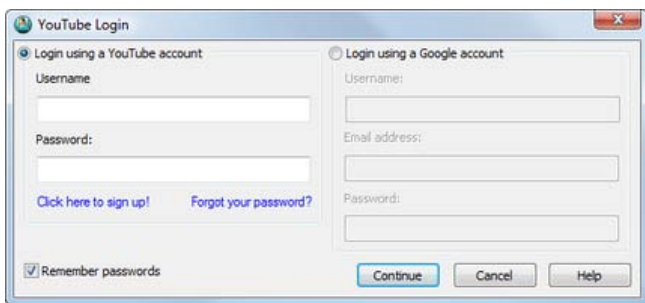 YouTube Login
Login using a YouTube account
Username
Password:
Click here to sign up! Forgot your password?
Login using a Google account
Username:
Email address:
Password:
Remember passwords
Continue Cancel Help